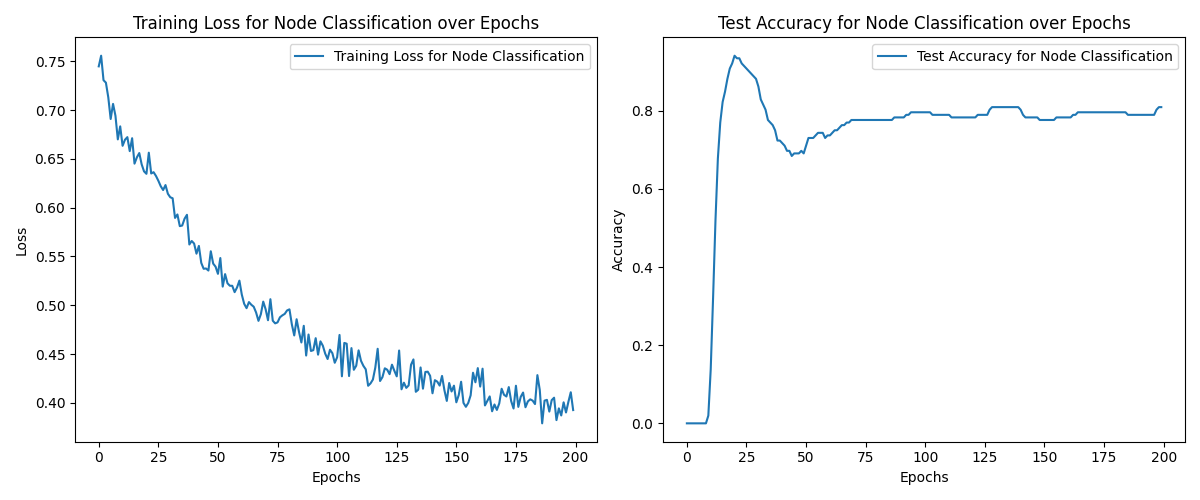 Training Loss for Node Classification over Epochs
Training Loss for Node Classification
0.75
0.70
0.65
0.60
0.55
0.50
0.45
0.40
Loss
0 25 50 75 100 125 150 175 200
Epochs
Test Accuracy for Node Classification over Epochs
Test Accuracy for Node Classification
0.8
0.6
0.4
0.2
0.0
Accuracy
0 25 50 75 100 125 150 175 200
Epochs